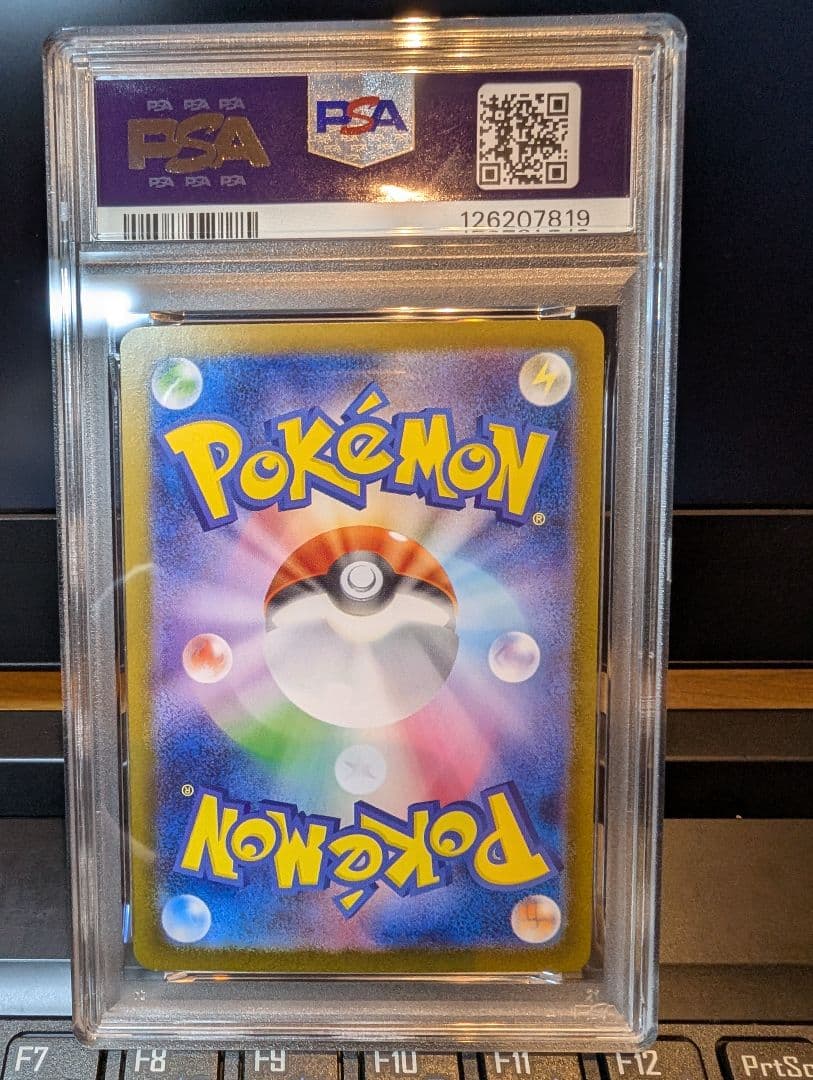 PSA PSA PSA
PSA
PSA PSA PSA
PSA
126207819
POKéMON
®
®
POKéMON
F7 F8 F9 F10 F11 F12 PrtSc